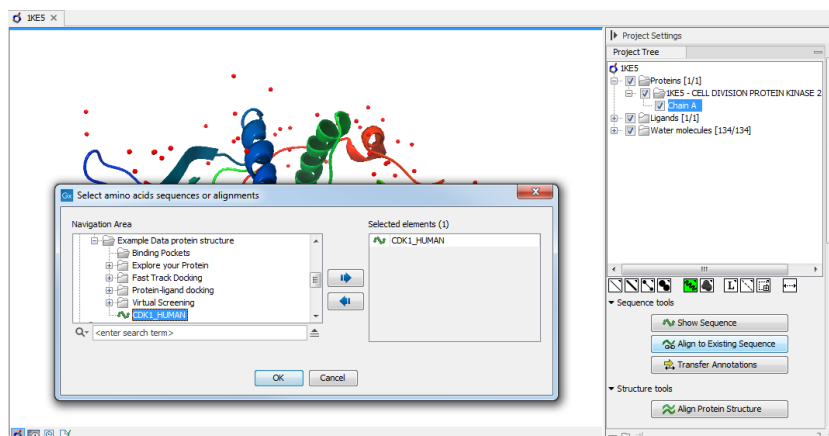 1KE5
Project Settings
Project Tree
1KE5
Proteins [1/1]
1KE5 - CELL DIVISION PROTEIN KINASE 2
Chain A
Ligands [1/1]
Water molecules [134/134]
Gx Select amino acids sequences or alignments
Navigation Area
Example Data protein structure
Binding Pockets
Explore your Protein
Fast Track Docking
Protein-ligand docking
Virtual Screening
CDK1_HUMAN
<enter search term>
Selected elements (1)
CDK1_HUMAN
OK
Cancel
Sequence tools
Show Sequence
Align to Existing Sequence
Transfer Annotations
Structure tools
Align Protein Structure